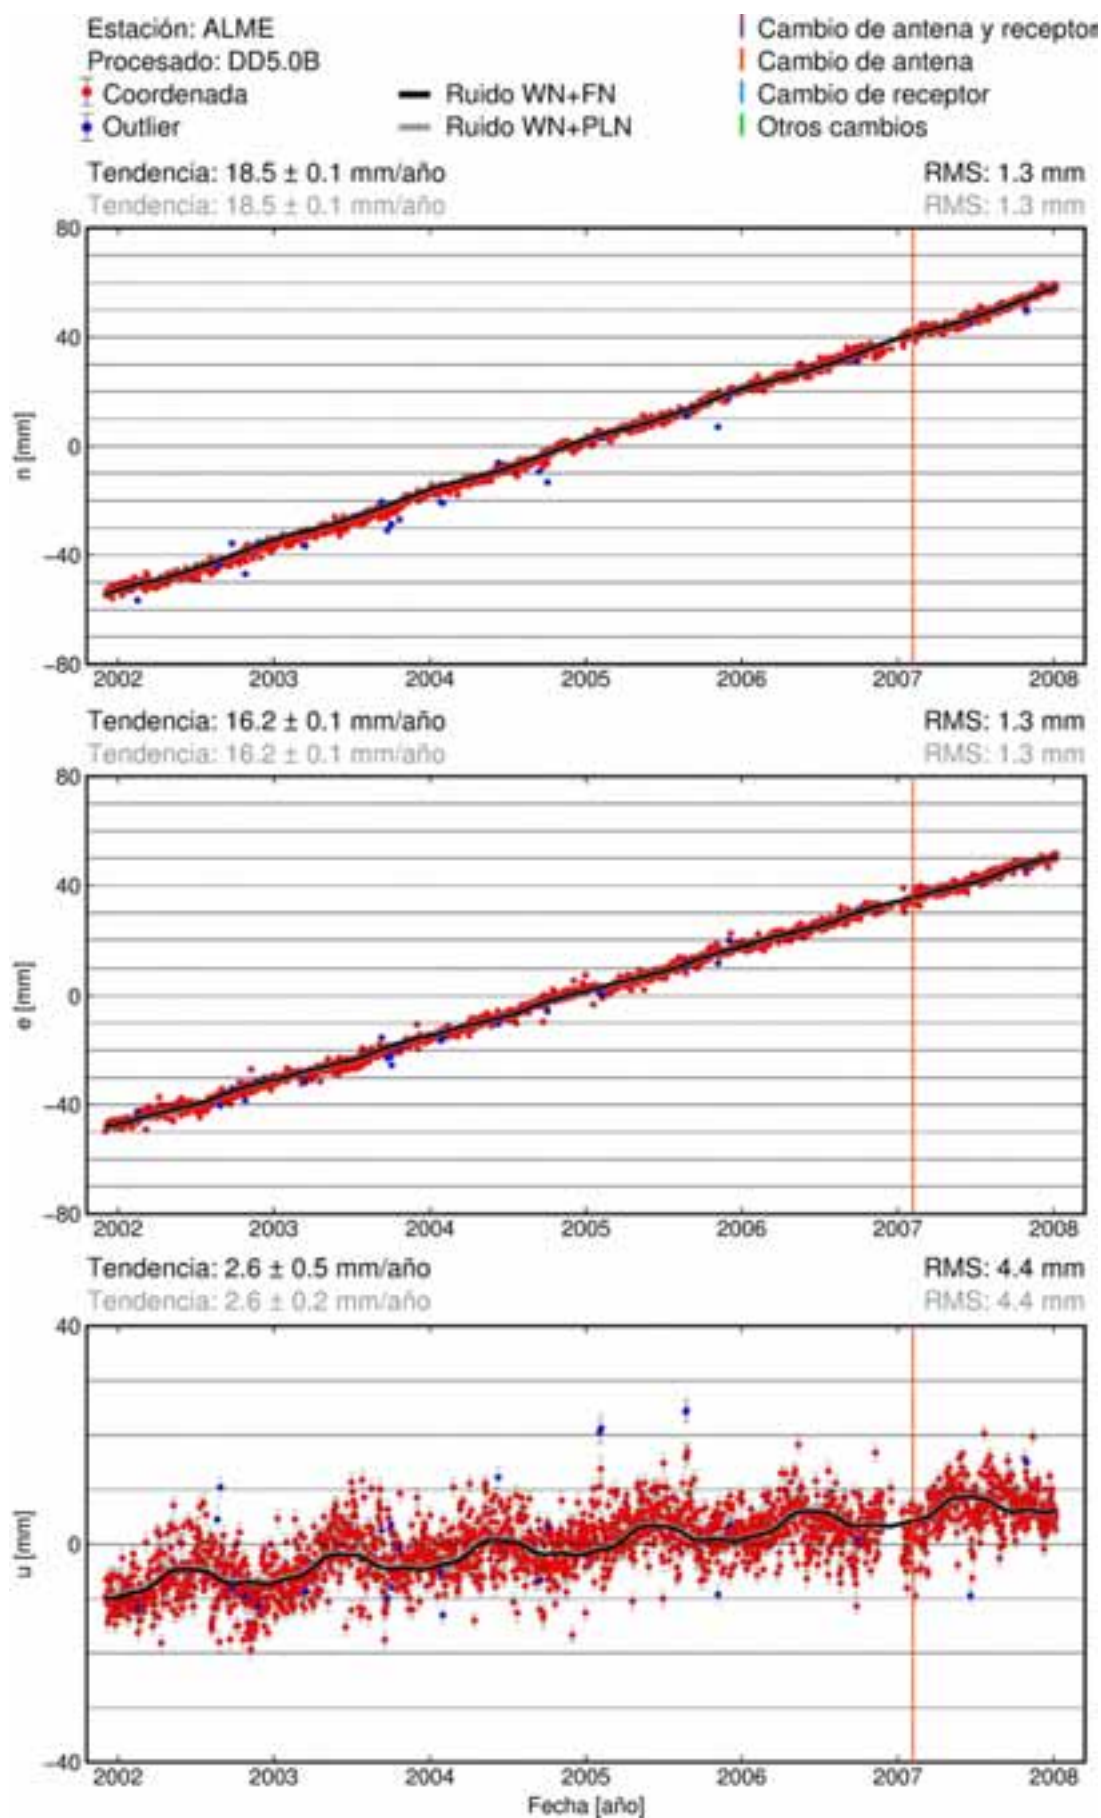 Estación: ALME
Procesado: DD5.0B
Coordenada
Outlier
Ruido WN+FN
Ruido WN+PLN
Cambio de antena y receptor
Cambio de antena
Cambio de receptor
Otros cambios
Tendencia: 18.5 ± 0.1 mm/año RMS: 1.3 mm
Tendencia: 18.5 ± 0.1 mm/año RMS: 1.3 mm
80
40
0
−40
−80
n [mm]
2002 2003 2004 2005 2006 2007 2008
Tendencia: 16.2 ± 0.1 mm/año RMS: 1.3 mm
Tendencia: 16.2 ± 0.1 mm/año RMS: 1.3 mm
80
40
0
−40
−80
e [mm]
2002 2003 2004 2005 2006 2007 2008
Tendencia: 2.6 ± 0.5 mm/año RMS: 4.4 mm
Tendencia: 2.6 ± 0.2 mm/año RMS: 4.4 mm
40
20
0
−20
−40
u [mm]
2002 2003 2004 2005 2006 2007 2008
Fecha [año]